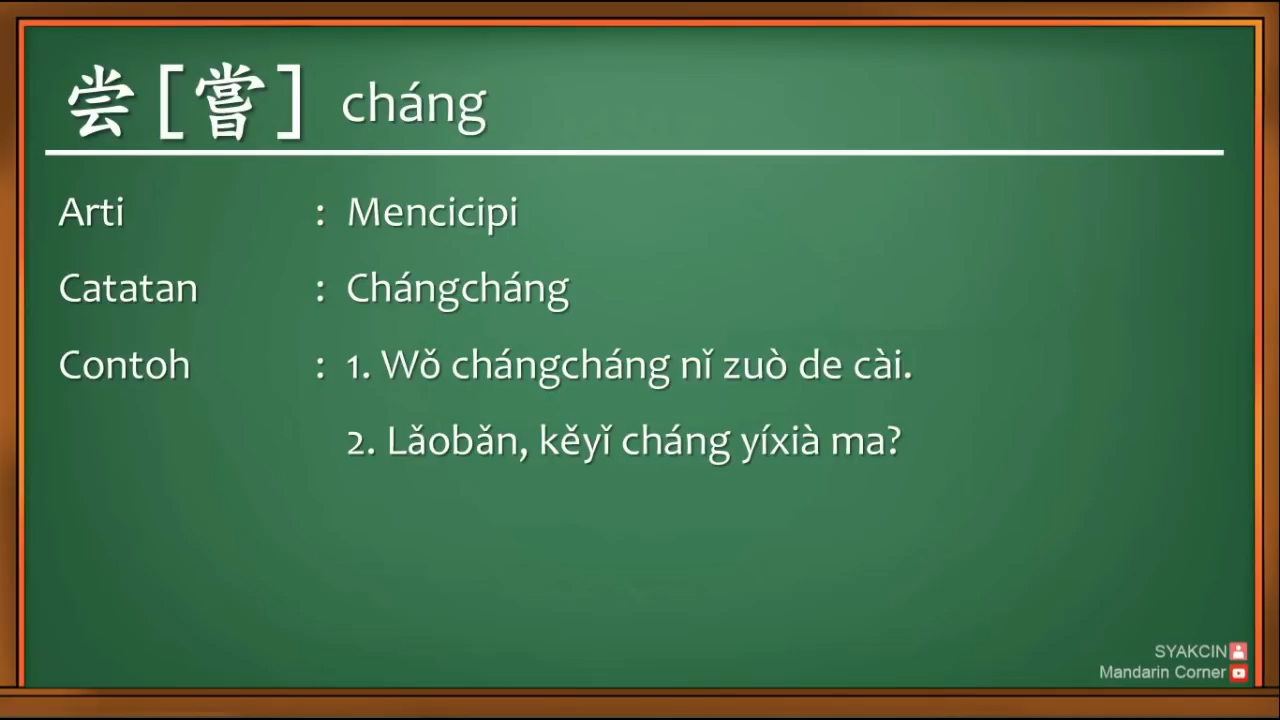 尝[嘗] cháng
Arti : Mencicipi
Catatan : Chángcháng
Contoh : 1. Wǒ chángcháng nǐ zuò de cài.
2. Lǎobǎn, kěyǐ cháng yíxià ma?
SYAKCIN
Mandarin Corner